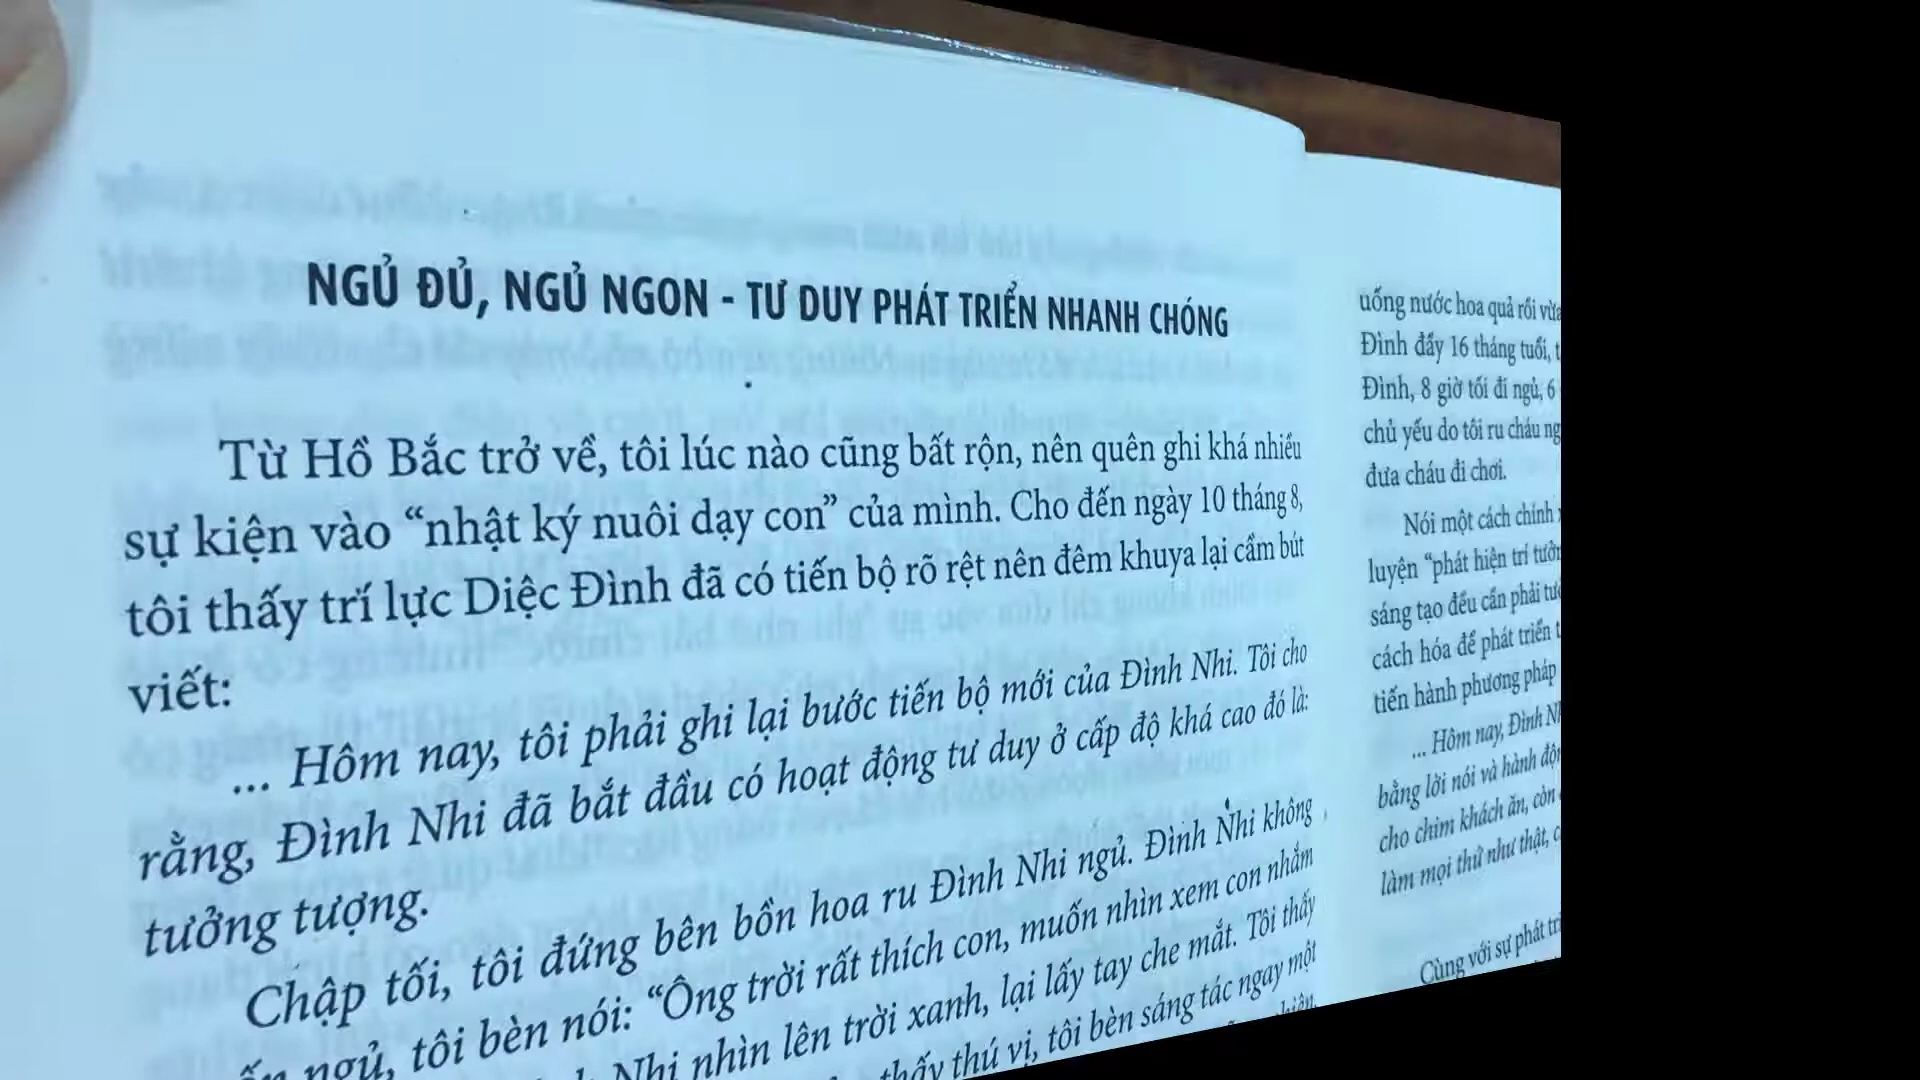 NGỦ ĐỦ, NGỦ NGON - TƯ DUY PHÁT TRIỂN NHANH CHÓNG
Từ Hồ Bắc trở về, tôi lúc nào cũng bất rộn, nên quên ghi khá nhiều
sự kiện vào “nhật ký nuôi dạy con” của mình. Cho đến ngày 10 tháng 8,
tôi thấy trí lực Diệc Đình đã có tiến bộ rõ rệt nên đêm khuya lại cầm bút
viết:
... Hôm nay, tôi phải ghi lại bước tiến bộ mới của Đình Nhi. Tôi cho
rằng, Đình Nhi đã bắt đầu có hoạt động tư duy ở cấp độ khá cao đó là:
tưởng tượng.
Chập tối, tôi đứng bên bồn hoa ru Đình Nhi ngủ. Đình Nhi không
ngủ, tôi bèn nói: “Ông trời rất thích con, muốn nhìn xem con nhắm
Nhi nhìn lên trời xanh, lại lấy tay che mắt. Tôi thấy
thấy thú vị, tôi bèn sáng tác ngay một
uống nước hoa quả rồi vừa
Đình đầy 16 tháng tuổi,
Đình, 8 giờ tối đi ngủ, 6
chủ yếu do tôi ru cháu
đưa cháu đi chơi.
Nói một cách chính
luyện “phát hiện trí
sáng tạo đều cần phải
cách hóa để phát triển
tiến hành phương pháp
... Hôm nay, Đình
bằng lời nói và hành
cho chim khách ăn, còn
làm mọi thứ như thật,
Cùng với sự phát